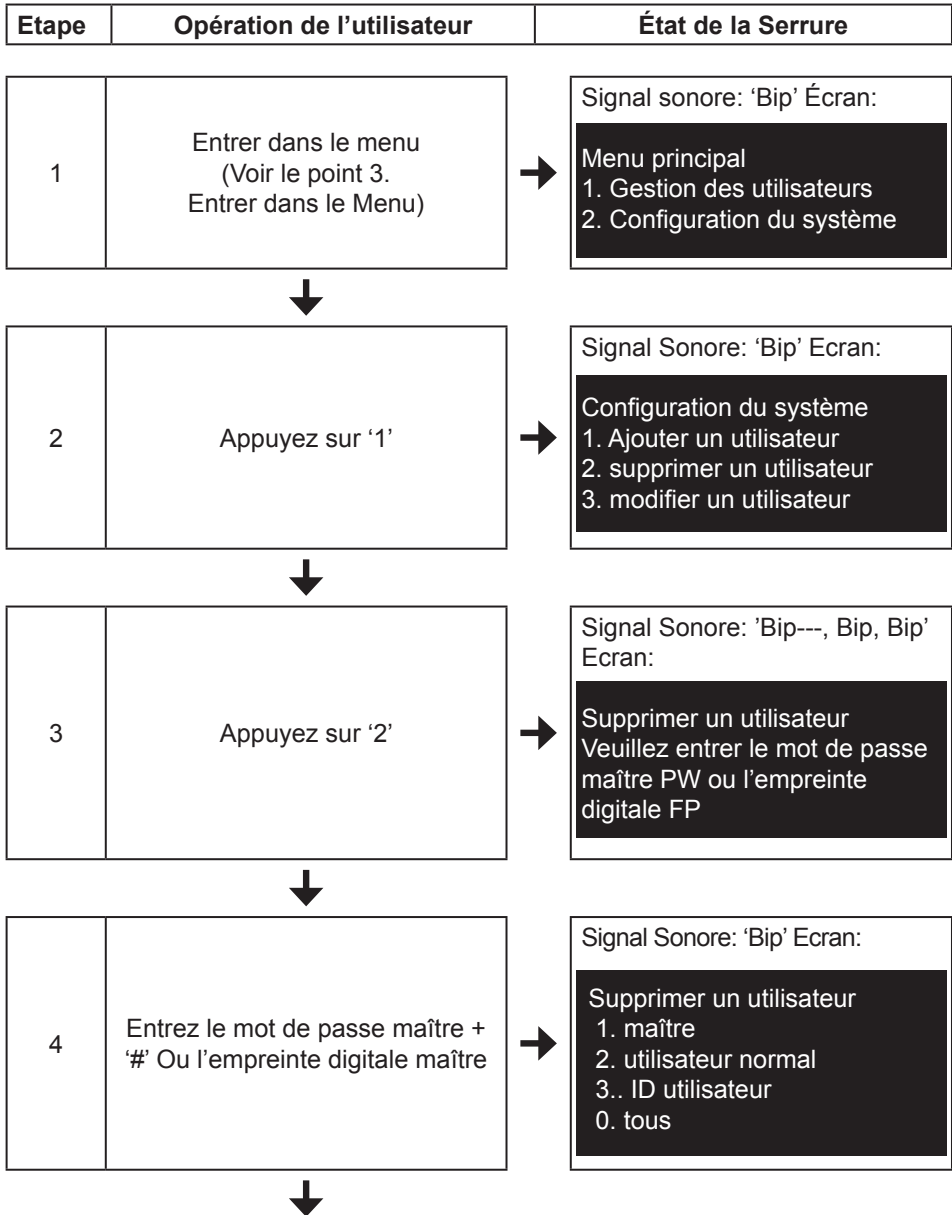 Etape Opération de l'utilisateur État de la Serrure
1
Entrer dans le menu
(Voir le point 3.
Entrer dans le Menu)
Signal sonore: ‘Bip’ Écran:
Menu principal
1. Gestion des utilisateurs
2. Configuration du système
2
Appuyez sur ‘1’
Signal Sonore: ‘Bip’ Ecran:
Configuration du système
1. Ajouter un utilisateur
2. supprimer un utilisateur
3. modifier un utilisateur
3
Appuyez sur ‘2’
Signal Sonore: ’Bip---, Bip, Bip’
Ecran:
Supprimer un utilisateur
Veuillez entrer le mot de passe
maître PW ou l’empreinte
digitale FP
4
Entrez le mot de passe maître +
‘#’ Ou l’empreinte digitale maître
Signal Sonore: ‘Bip’ Ecran:
Supprimer un utilisateur
1. maître
2. utilisateur normal
3.. ID utilisateur
0. tous